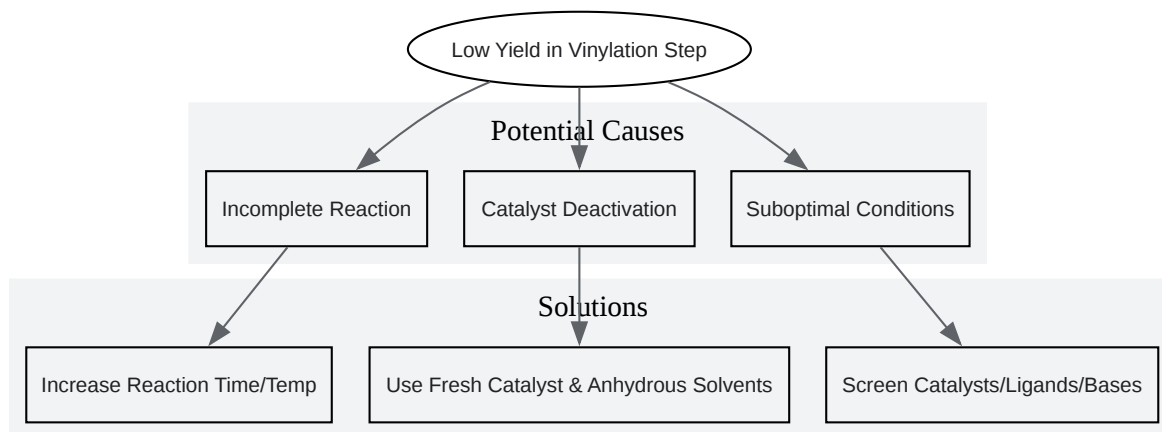 Low Yield in Vinylation Step
Potential Causes
Incomplete Reaction
Catalyst Deactivation
Suboptimal Conditions
Solutions
Increase Reaction Time/Temp
Use Fresh Catalyst & Anhydrous Solvents
Screen Catalysts/Ligands/Bases